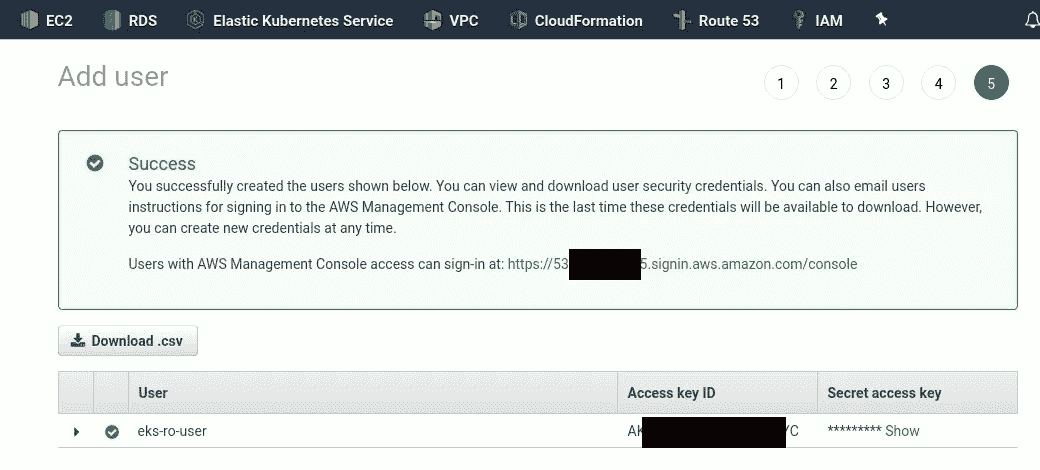 EC2 RDS Elastic Kubernetes Service VPC CloudFormation Route 53 IAM
Add user
1 2 3 4 5
Success
You successfully created the users shown below. You can view and download user security credentials. You can also email users
instructions for signing in to the AWS Management Console. This is the last time these credentials will be available to download. However,
you can create new credentials at any time.
Users with AWS Management Console access can sign-in at: https://53 5.signin.aws.amazon.com/console
Download .csv
User Access key ID Secret access key
eks-ro-user AK /C ********* Show